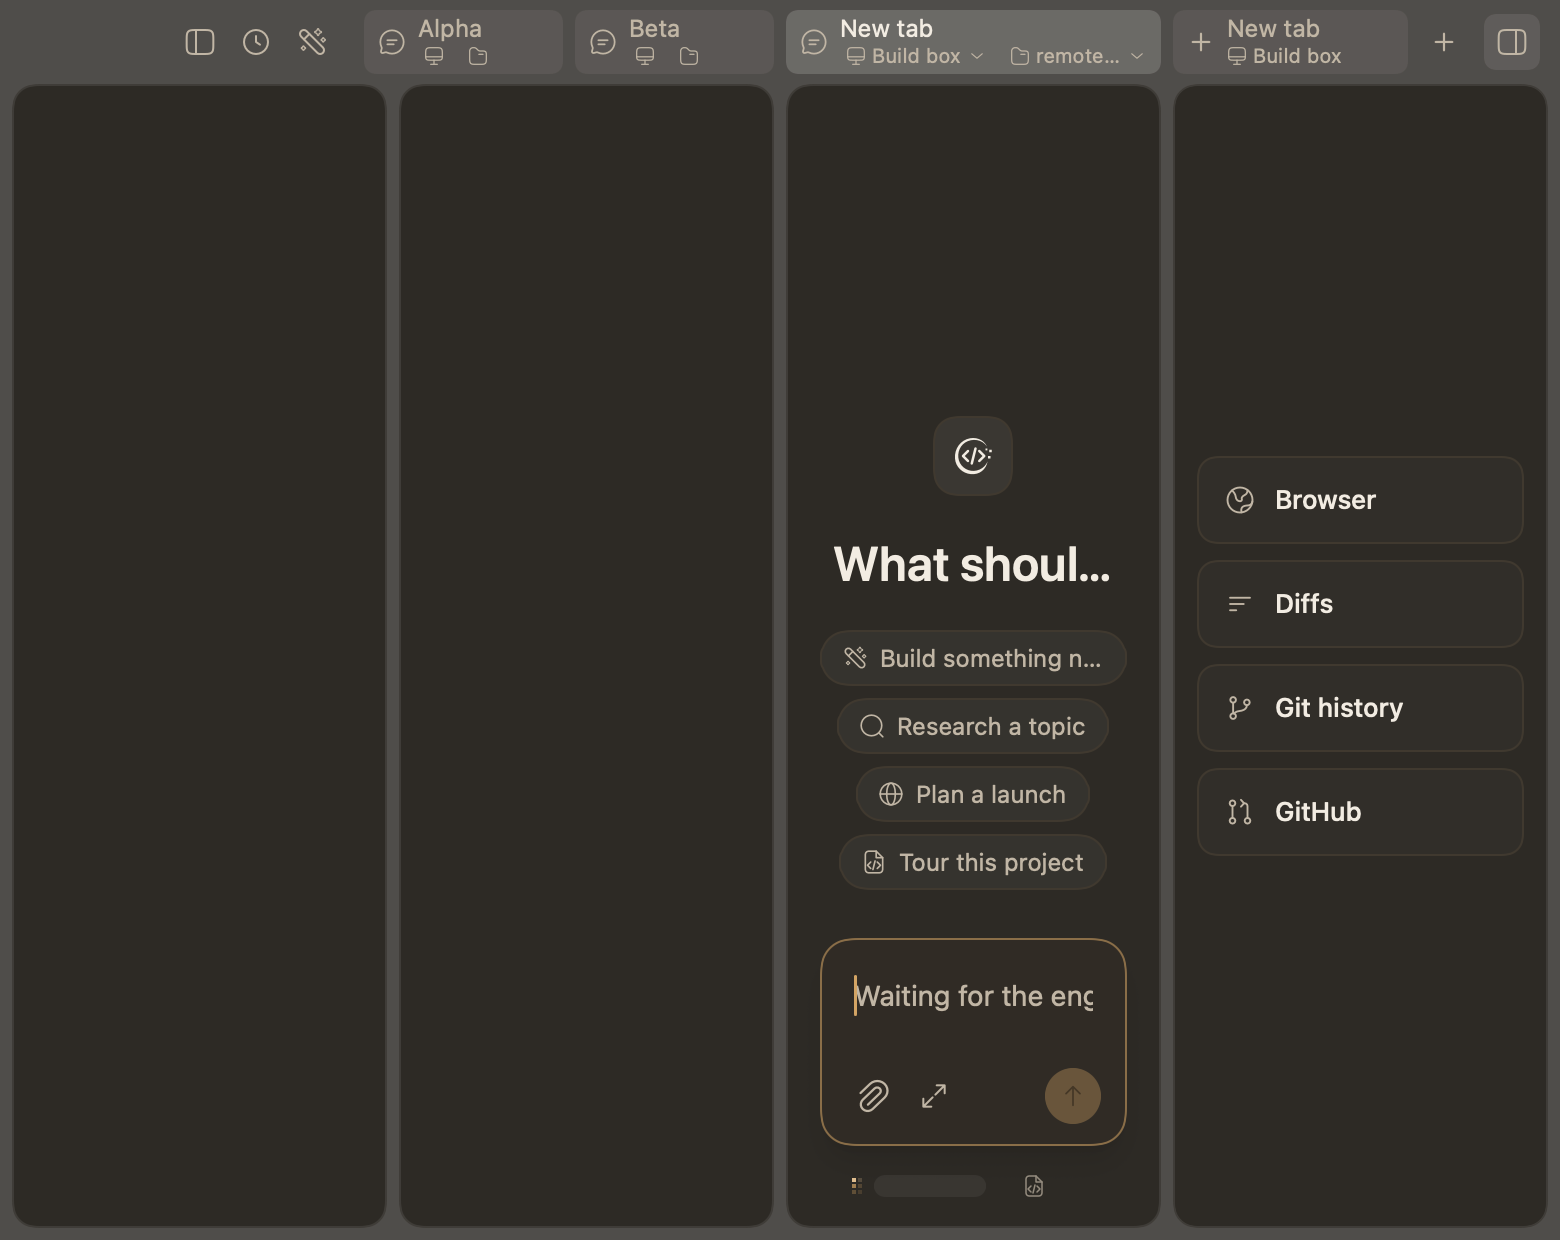 Alpha
Beta
New tab
Build box
remote...
New tab
Build box
What shoul...
Build something n...
Research a topic
Plan a launch
Tour this project
Waiting for the eng
Browser
Diffs
Git history
GitHub